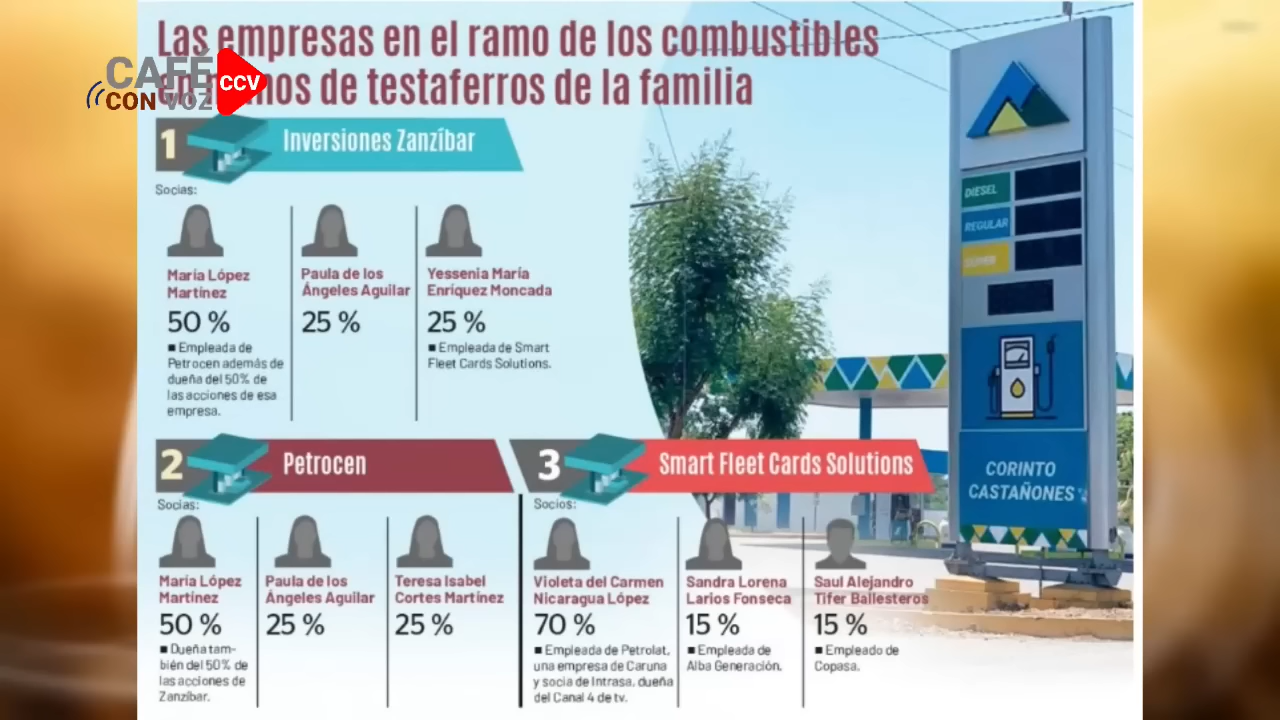 Las empresas en el ramo de los combustibles
CAFÉ
CON VOZ
CCV
manos de testaferros de la familia
1
Inversiones Zanzíbar
Socias:
María López
Martínez
50 %
■ Empleada de
Petrocen además de
dueña del 50% de
las acciones de esa
empresa.
Paula de los
Ángeles Aguilar
25 %
Yessenia María
Enríquez Moncada
25 %
■ Empleada de Smart
Fleet Cards Solutions.
DIESEL
REGULAR
SÚPER
CORINTO
CASTAÑONES
2
Petrocen
Socias:
María López
Martínez
50 %
■ Dueña tam-
bién del 50% de
las acciones de
Zanzíbar.
Paula de los
Ángeles Aguilar
25 %
Teresa Isabel
Cortes Martínez
25 %
3
Smart Fleet Cards Solutions
Socios:
Violeta del Carmen
Nicaragua López
70 %
■ Empleada de Petrolat,
una empresa de Caruna
y socia de Intrasa, dueña
del Canal 4 de tv.
Sandra Lorena
Larios Fonseca
15 %
■ Empleada de
Alba Generación.
Saul Alejandro
Tifer Ballesteros
15 %
■ Empleado de
Copasa.